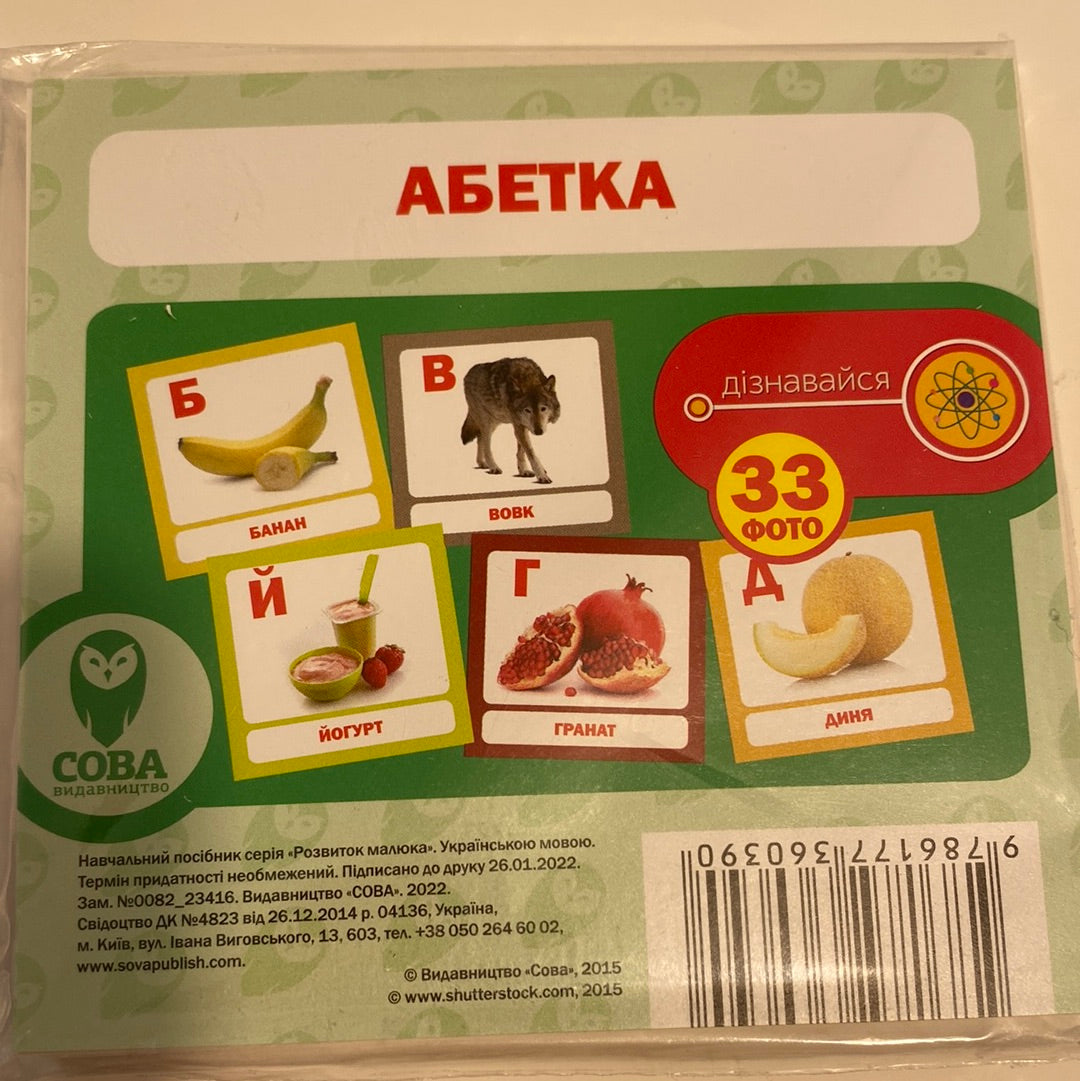 АБЕТКА
дізнавайся
33
ФОТО
Б
БАНАН
В
ВОВК
Й
ЙОГУРТ
Г
ГРАНАТ
Д
ДИНЯ
СОВА
видавництво
Навчальний посібник серія «Розвиток малюка». Українською мовою.
Термін придатності необмежений. Підписано до друку 26.01.2022.
Зам. №0082_23416. Видавництво «СОВА». 2022.
Свідоцтво ДК №4823 від 26.12.2014 р. 04136, Україна,
м. Київ, вул. Івана Виговського, 13, 603, тел. +38 050 264 60 02,
www.sovapublish.com.
© Видавництво «Сова», 2015
© www.shutterstock.com, 2015
9 786177 360390